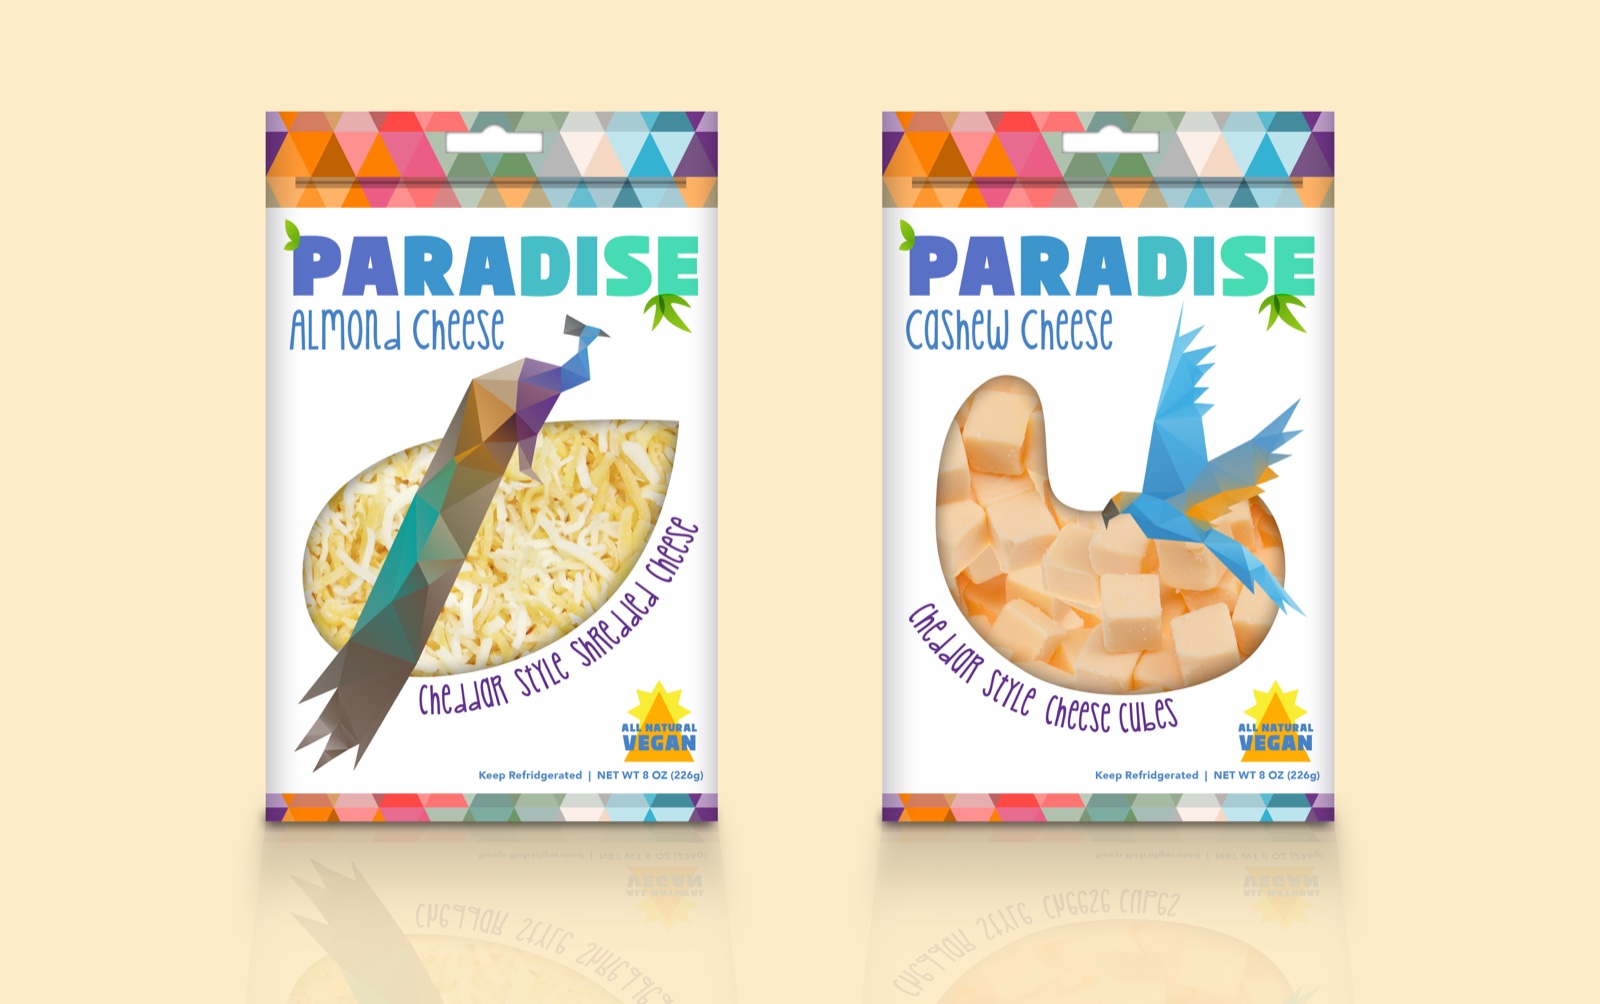 PARADISE
Almond Cheese
Cheddar Style Shredded Cheese
ALL NATURAL
VEGAN
Keep Refridgerated | NET WT 8 OZ (226g)
PARADISE
Cashew Cheese
Cheddar Style Cheese Cubes
ALL NATURAL
VEGAN
Keep Refridgerated | NET WT 8 OZ (226g)